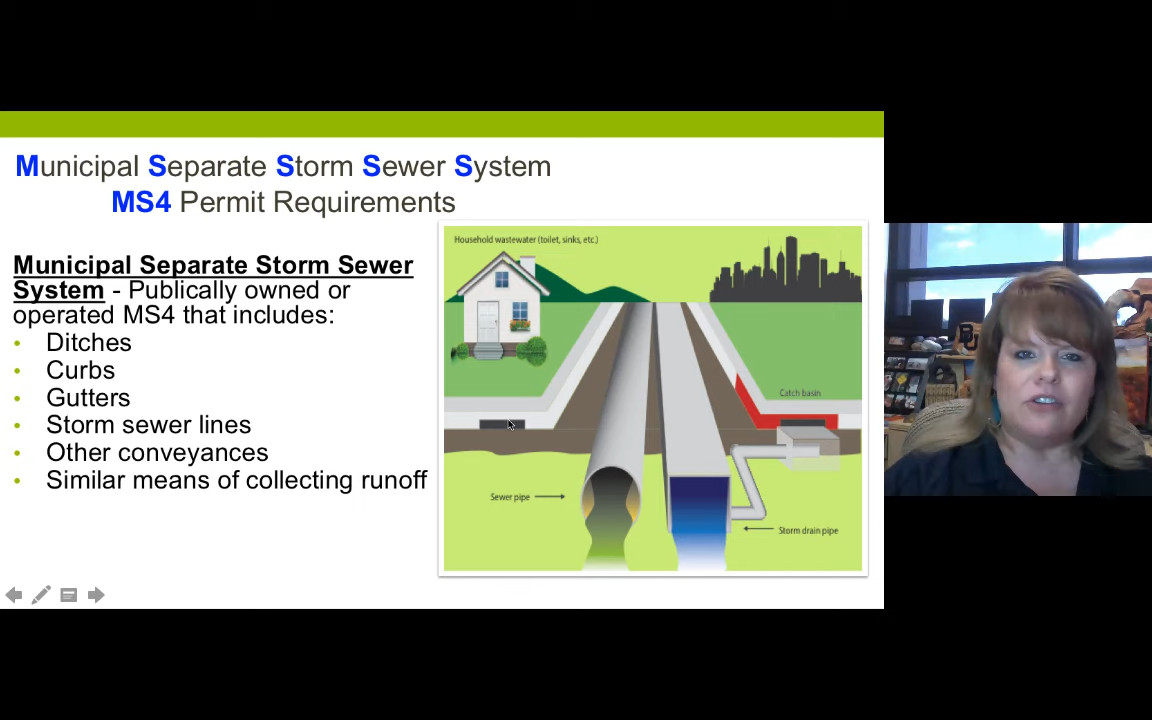 Municipal Separate Storm Sewer System
MS4 Permit Requirements
Municipal Separate Storm Sewer
System - Publically owned or
operated MS4 that includes:
• Ditches
• Curbs
• Gutters
• Storm sewer lines
• Other conveyances
• Similar means of collecting runoff
Household wastewater (toilet, sinks, etc.)
Catch basin
Sewer pipe
Storm drain pipe